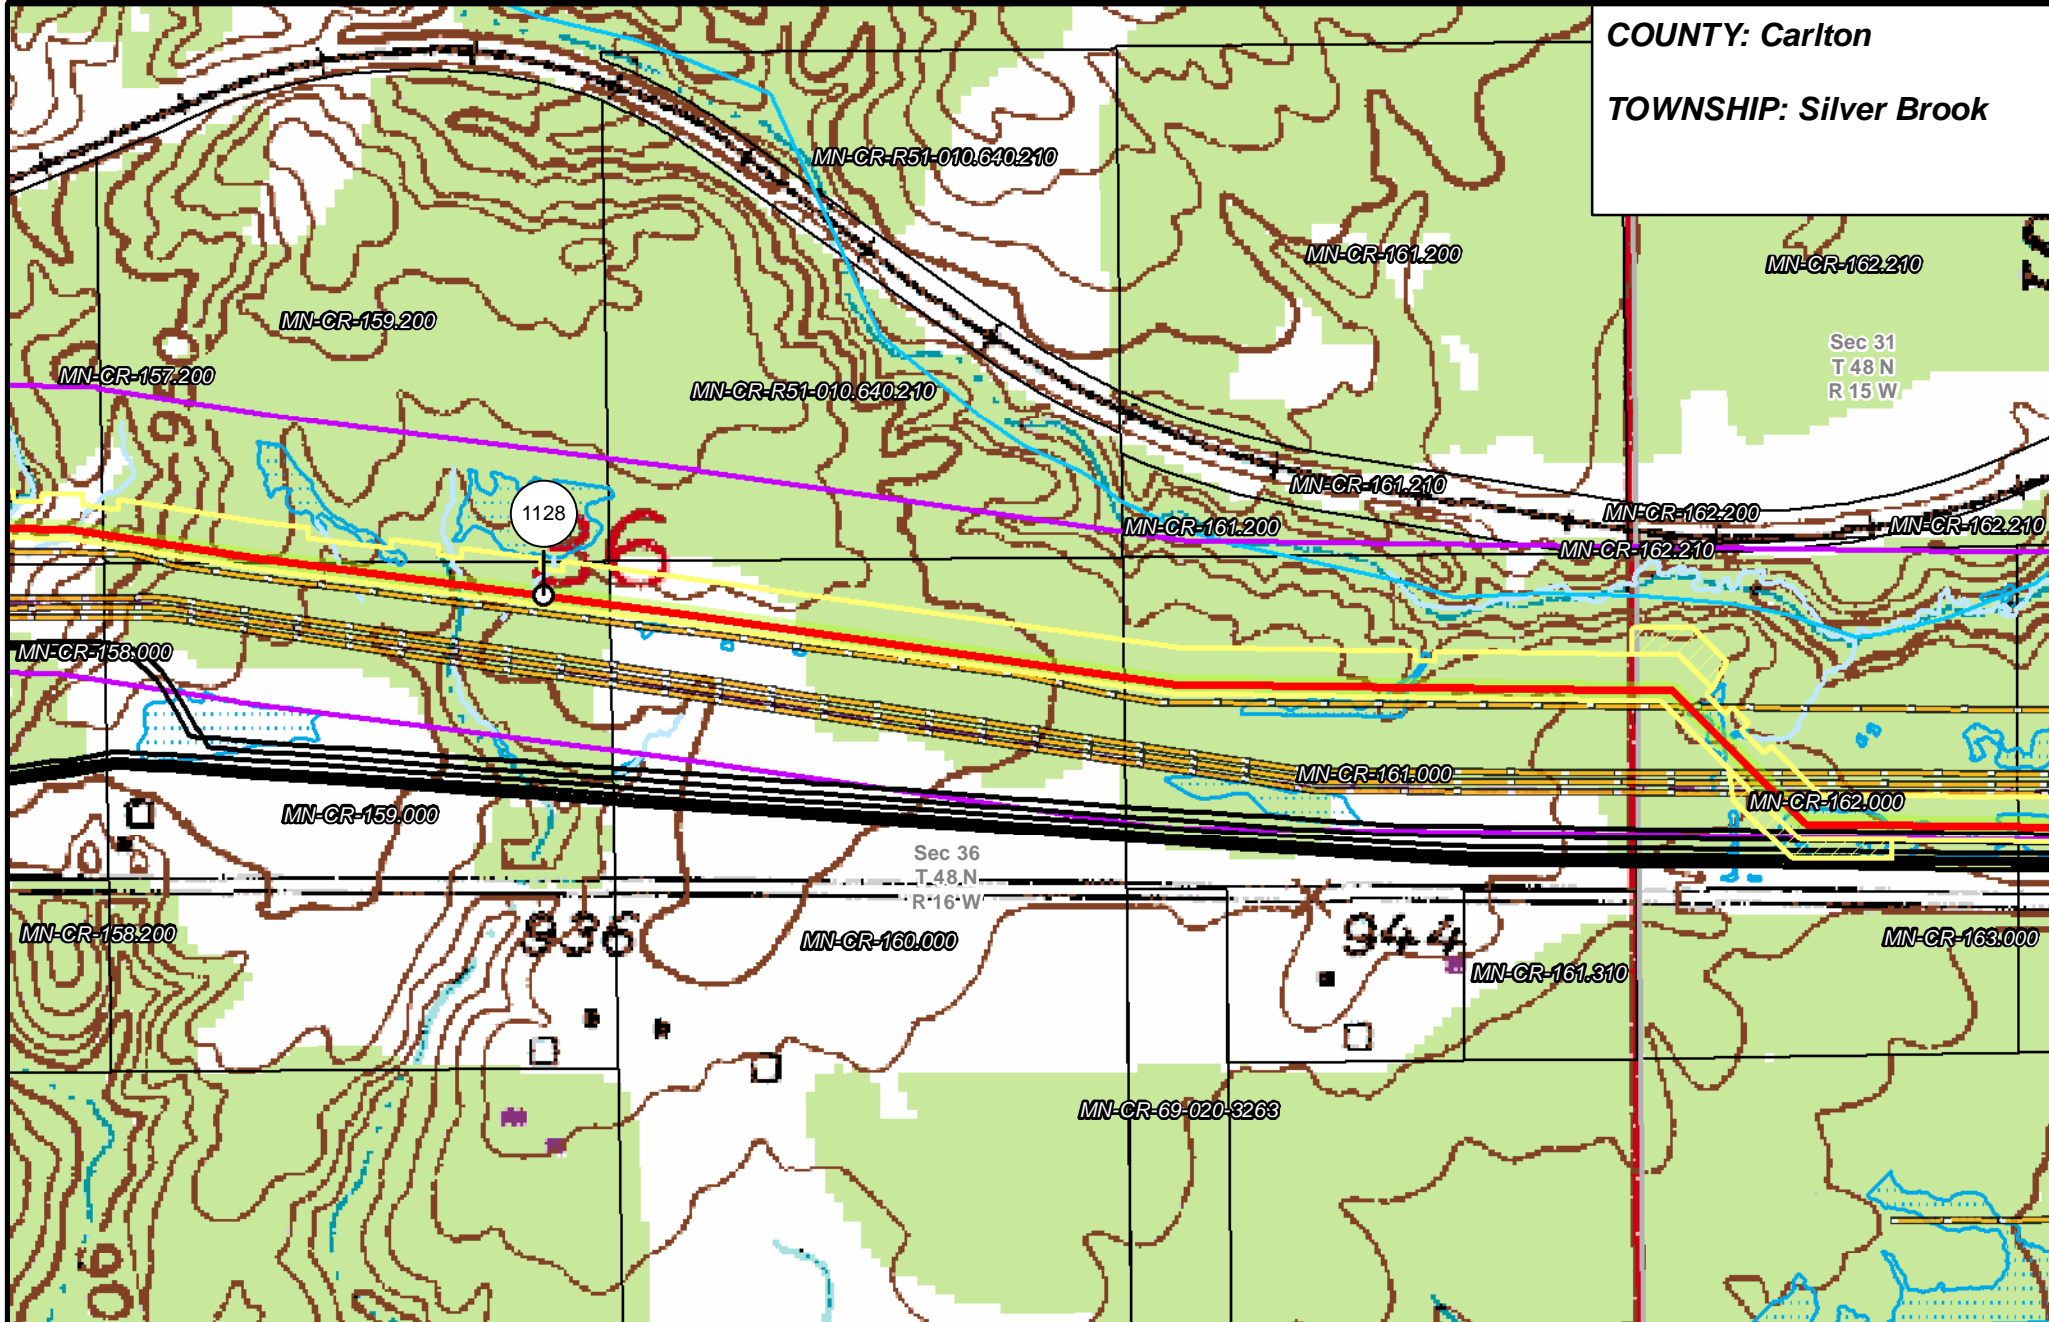 COUNTY: Carlton
TOWNSHIP: Silver Brook
MN-CR-R51-010.640.210
MN-CR-161.200
MN-CR-162.210
MN-CR-159.200
Sec 31
T 48 N
R 15 W
MN-CR-157.200
MN-CR-R51-010.640.210
MN-CR-161.210
1128
MN-CR-162.200
MN-CR-161.200
MN-CR-162.210
MN-CR-162.210
36
MN-CR-158.000
MN-CR-161.000
MN-CR-162.000
MN-CR-159.000
Sec 36
T 48 N
R 16 W
936
944
MN-CR-158.200
MN-CR-160.000
MN-CR-163.000
MN-CR-161.310
MN-CR-69-020-3263